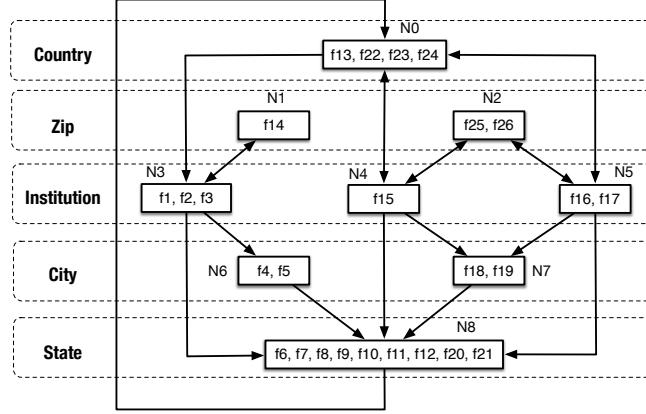 N0
Country
f13, f22, f23, f24
N1
N2
Zip
f14
f25, f26
N3
N4
N5
Institution
f1, f2, f3
f15
f16, f17
City
N6
f4, f5
f18, f19
N7
N8
State
f6, f7, f8, f9, f10, f11, f12, f20, f21